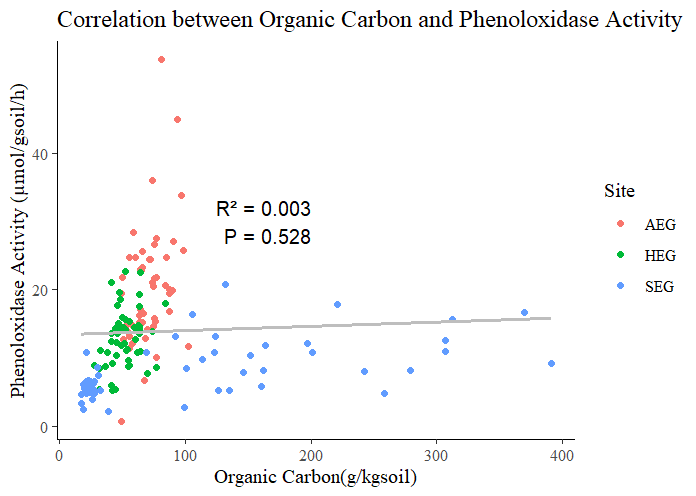 Correlation between Organic Carbon and Phenoloxidase Activity
Phenoloxidase Activity (µmol/gsoil/h)
40
20
0
R² = 0.003
P = 0.528
Site
AEG
HEG
SEG
0 100 200 300 400
Organic Carbon(g/kgsoil)